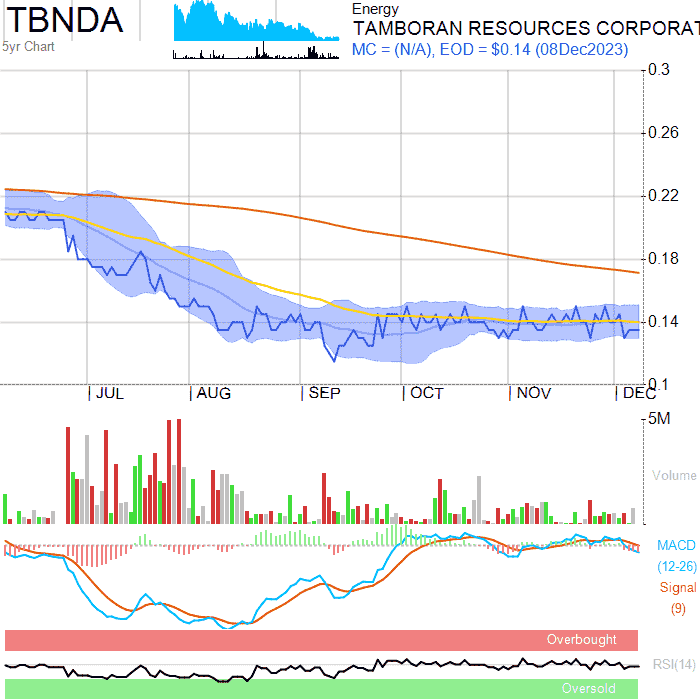 TBNDA
5yr Chart
Energy
TAMBORAN RESOURCES CORPORAT
MC = (N/A), EOD = $0.14 (08Dec2023)
0.3
0.26
0.22
0.18
0.14
0.1
JUL
AUG
SEP
OCT
NOV
DEC
5M
Volume
MACD
(12-26)
Signal
(9)
Overbought
RSI(14)
Oversold